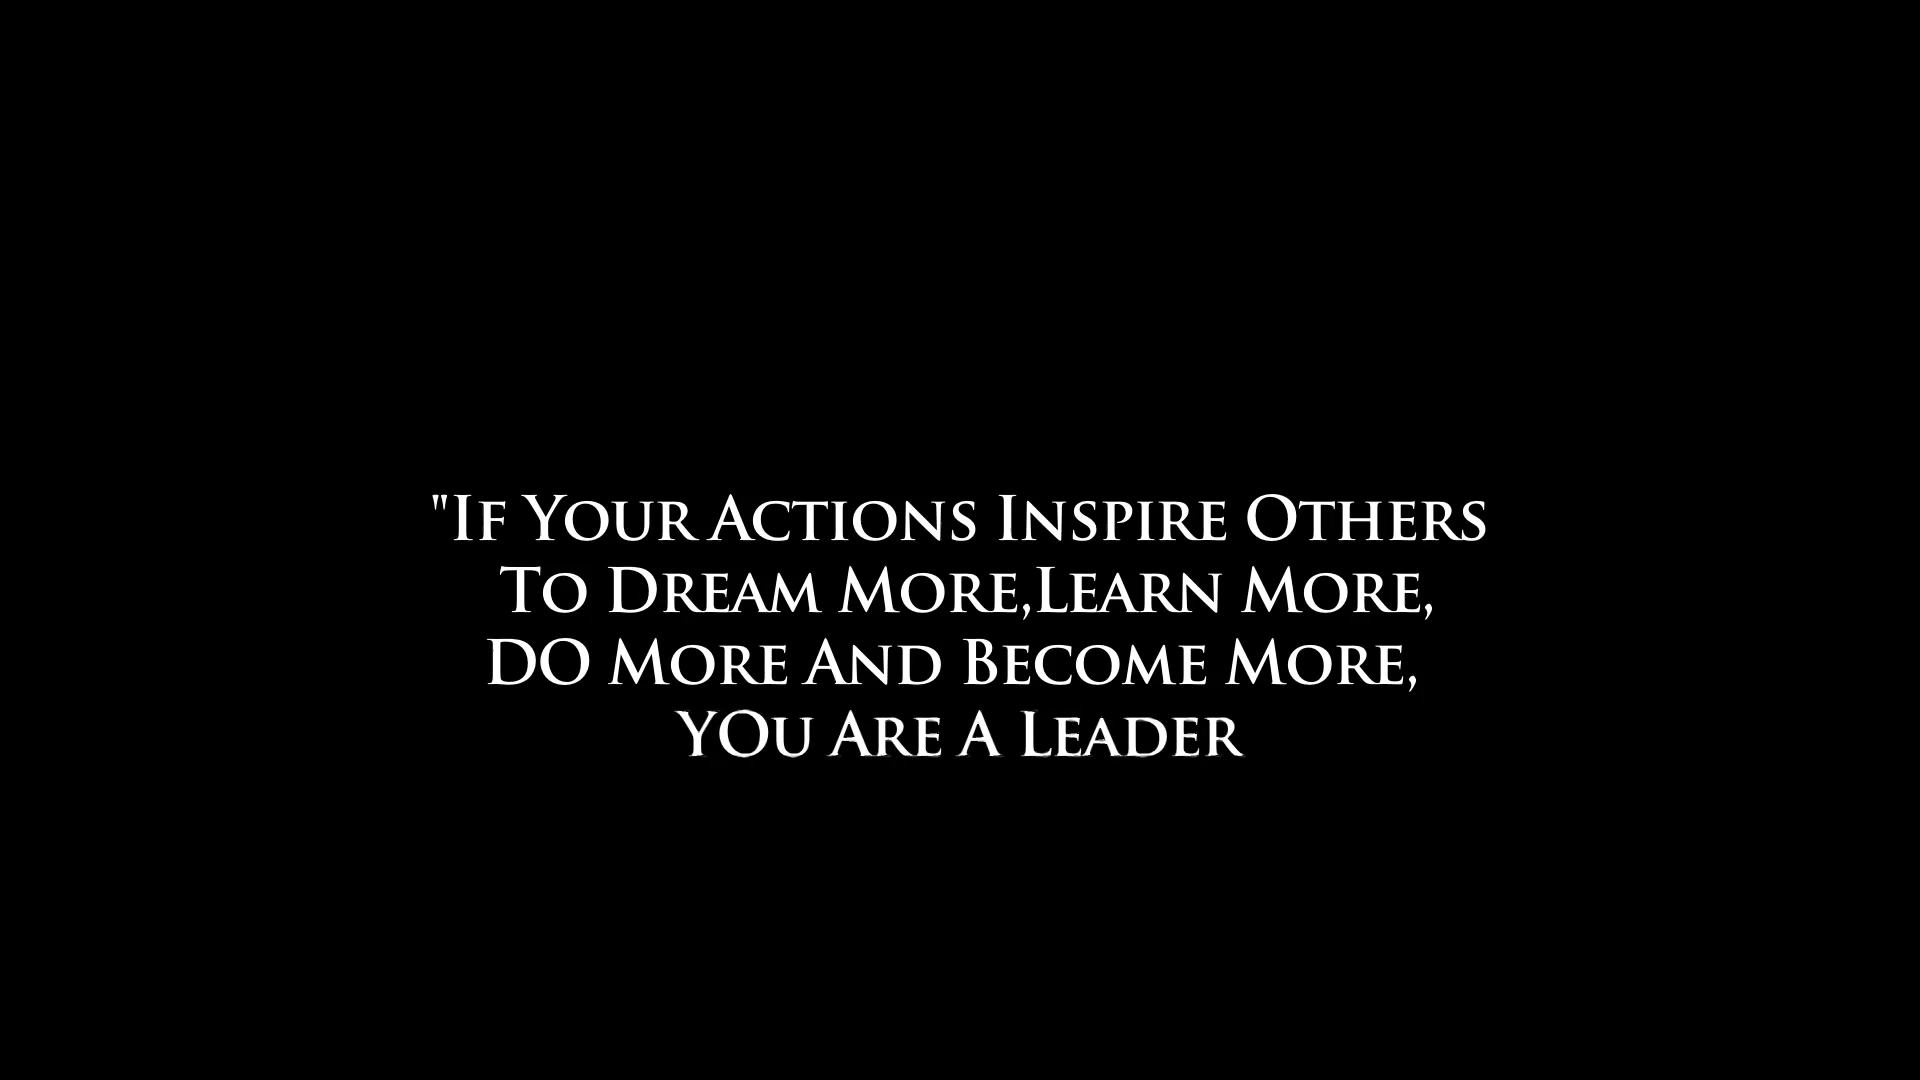 "If Your Actions Inspire Others
To Dream More,Learn More,
DO More And Become More,
YOu Are A Leader